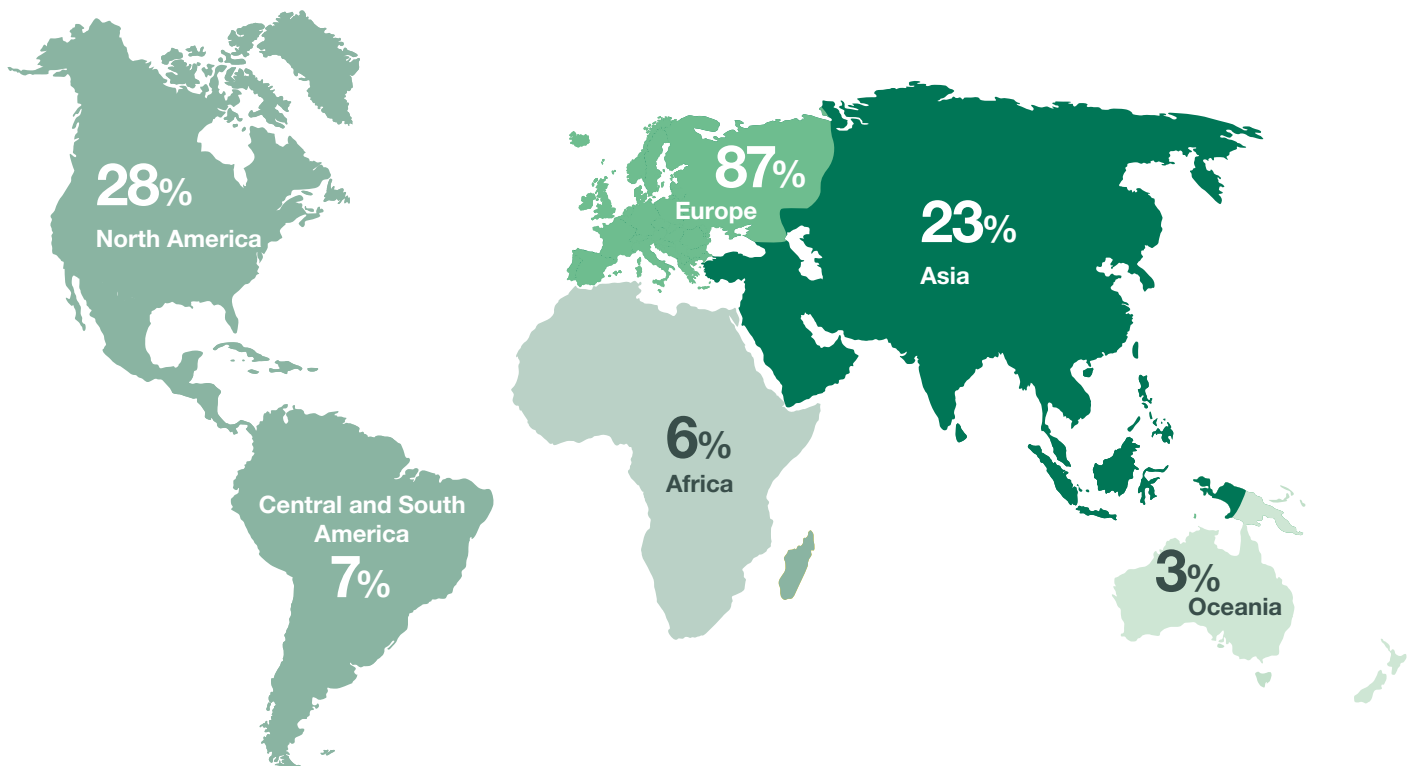 28%
North America
87%
Europe
23%
Asia
6%
Africa
Central and South
America
7%
3%
Oceania